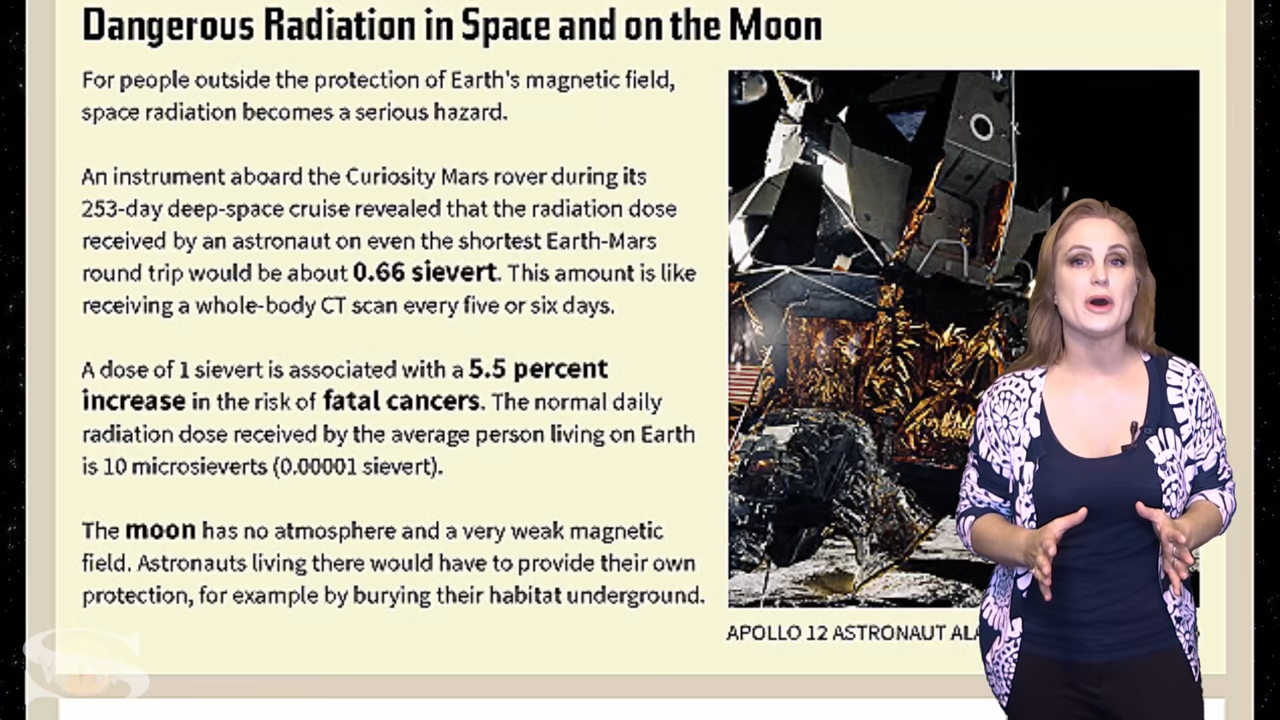 Dangerous Radiation in Space and on the Moon
For people outside the protection of Earth's magnetic field,
space radiation becomes a serious hazard.
An instrument aboard the Curiosity Mars rover during its
253-day deep-space cruise revealed that the radiation dose
received by an astronaut on even the shortest Earth-Mars
round trip would be about 0.66 sievert. This amount is like
receiving a whole-body CT scan every five or six days.
A dose of 1 sievert is associated with a 5.5 percent
increase in the risk of fatal cancers. The normal daily
radiation dose received by the average person living on Earth
is 10 microsieverts (0.00001 sievert).
The moon has no atmosphere and a very weak magnetic
field. Astronauts living there would have to provide their own
protection, for example by burying their habitat underground.
APOLLO 12 ASTRONAUT